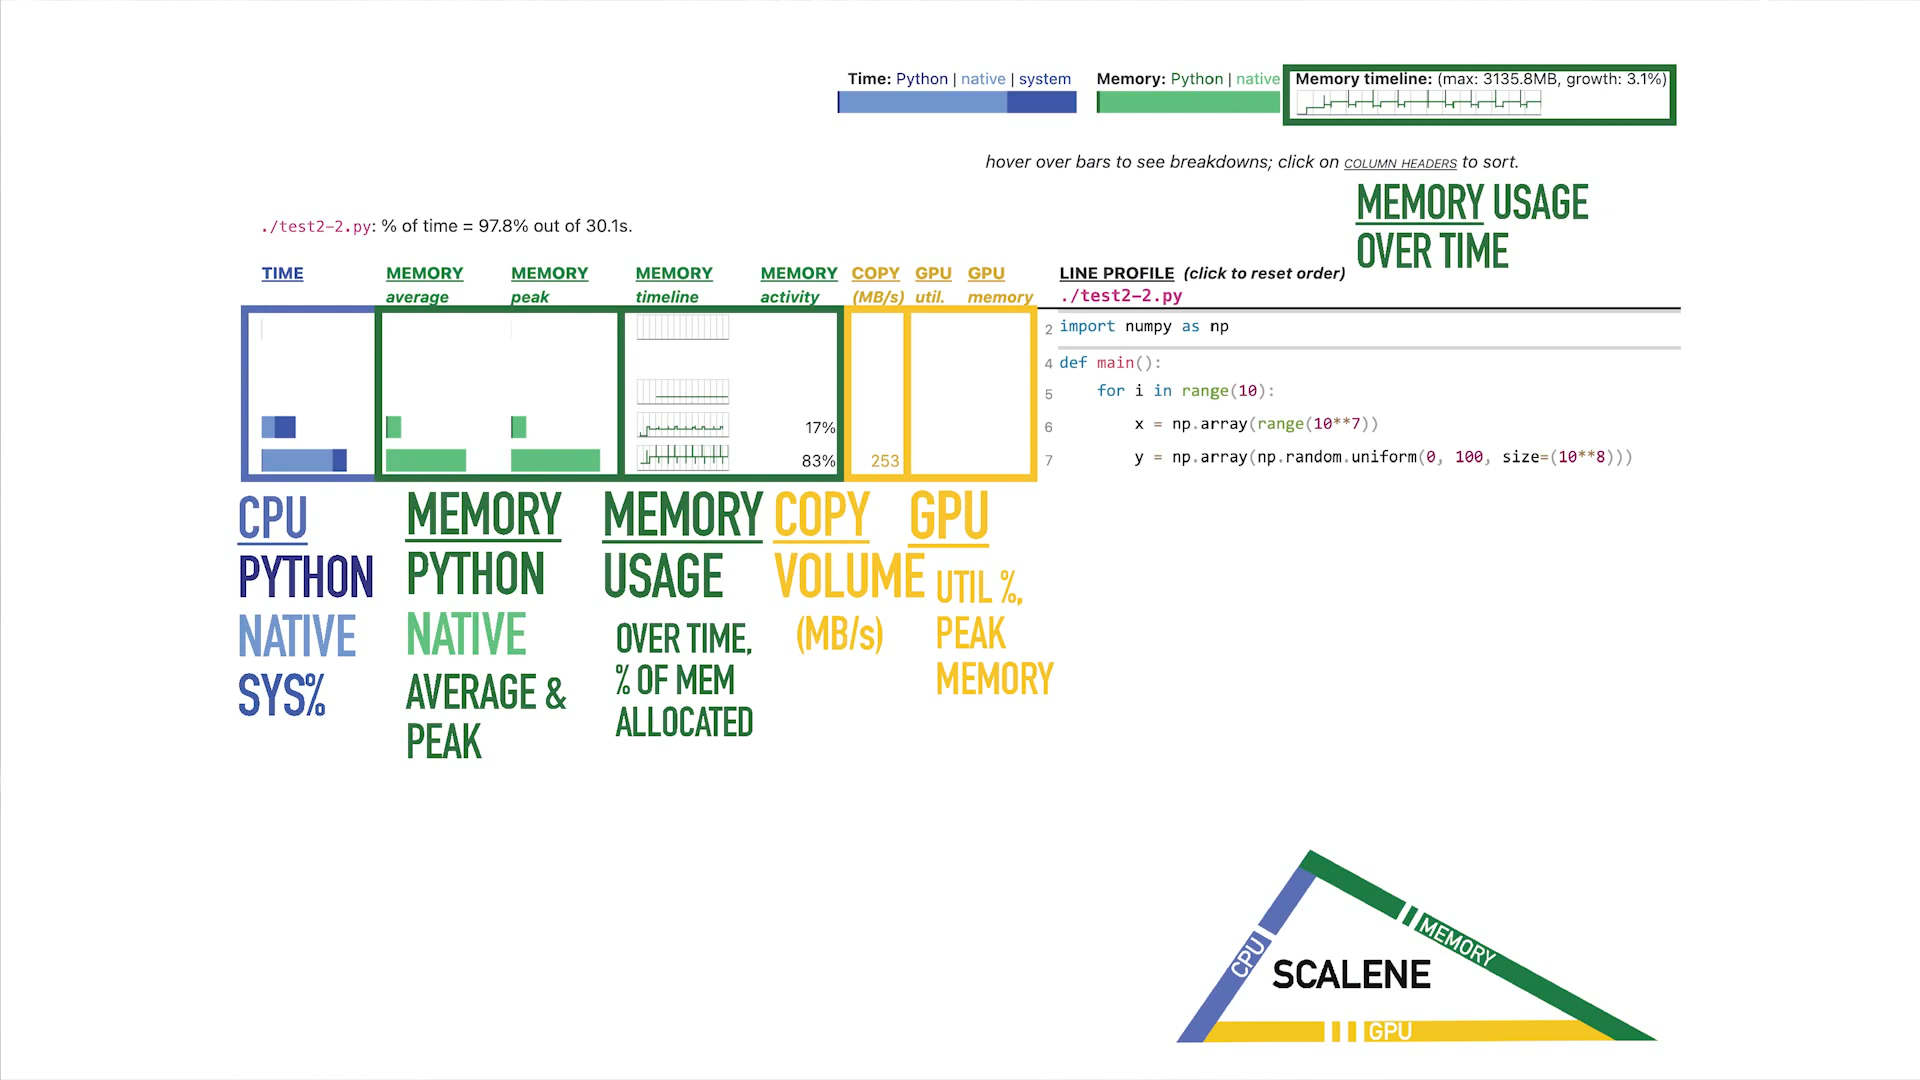 Time: Python | native | system
Memory: Python | native
Memory timeline: (max: 3135.8MB, growth: 3.1%)
hover over bars to see breakdowns; click on COLUMN HEADERS to sort.
MEMORY USAGE
OVER TIME
./test2-2.py: % of time = 97.8% out of 30.1s.
TIME
MEMORY
average
MEMORY
peak
MEMORY
timeline
MEMORY
activity
COPY
(MB/s)
GPU
util.
GPU
memory
LINE PROFILE (click to reset order)
./test2-2.py
2 import numpy as np
4 def main():
5 for i in range(10):
17%
6 x = np.array(range(10**7))
83%
253
7 y = np.array(np.random.uniform(0, 100, size=(10**8)))
CPU
PYTHON
NATIVE
SYS%
MEMORY
PYTHON
NATIVE
AVERAGE &
PEAK
MEMORY
USAGE
OVER TIME,
% OF MEM
ALLOCATED
COPY
VOLUME
(MB/s)
GPU
UTIL %,
PEAK
MEMORY
CPU
MEMORY
SCALENE
GPU